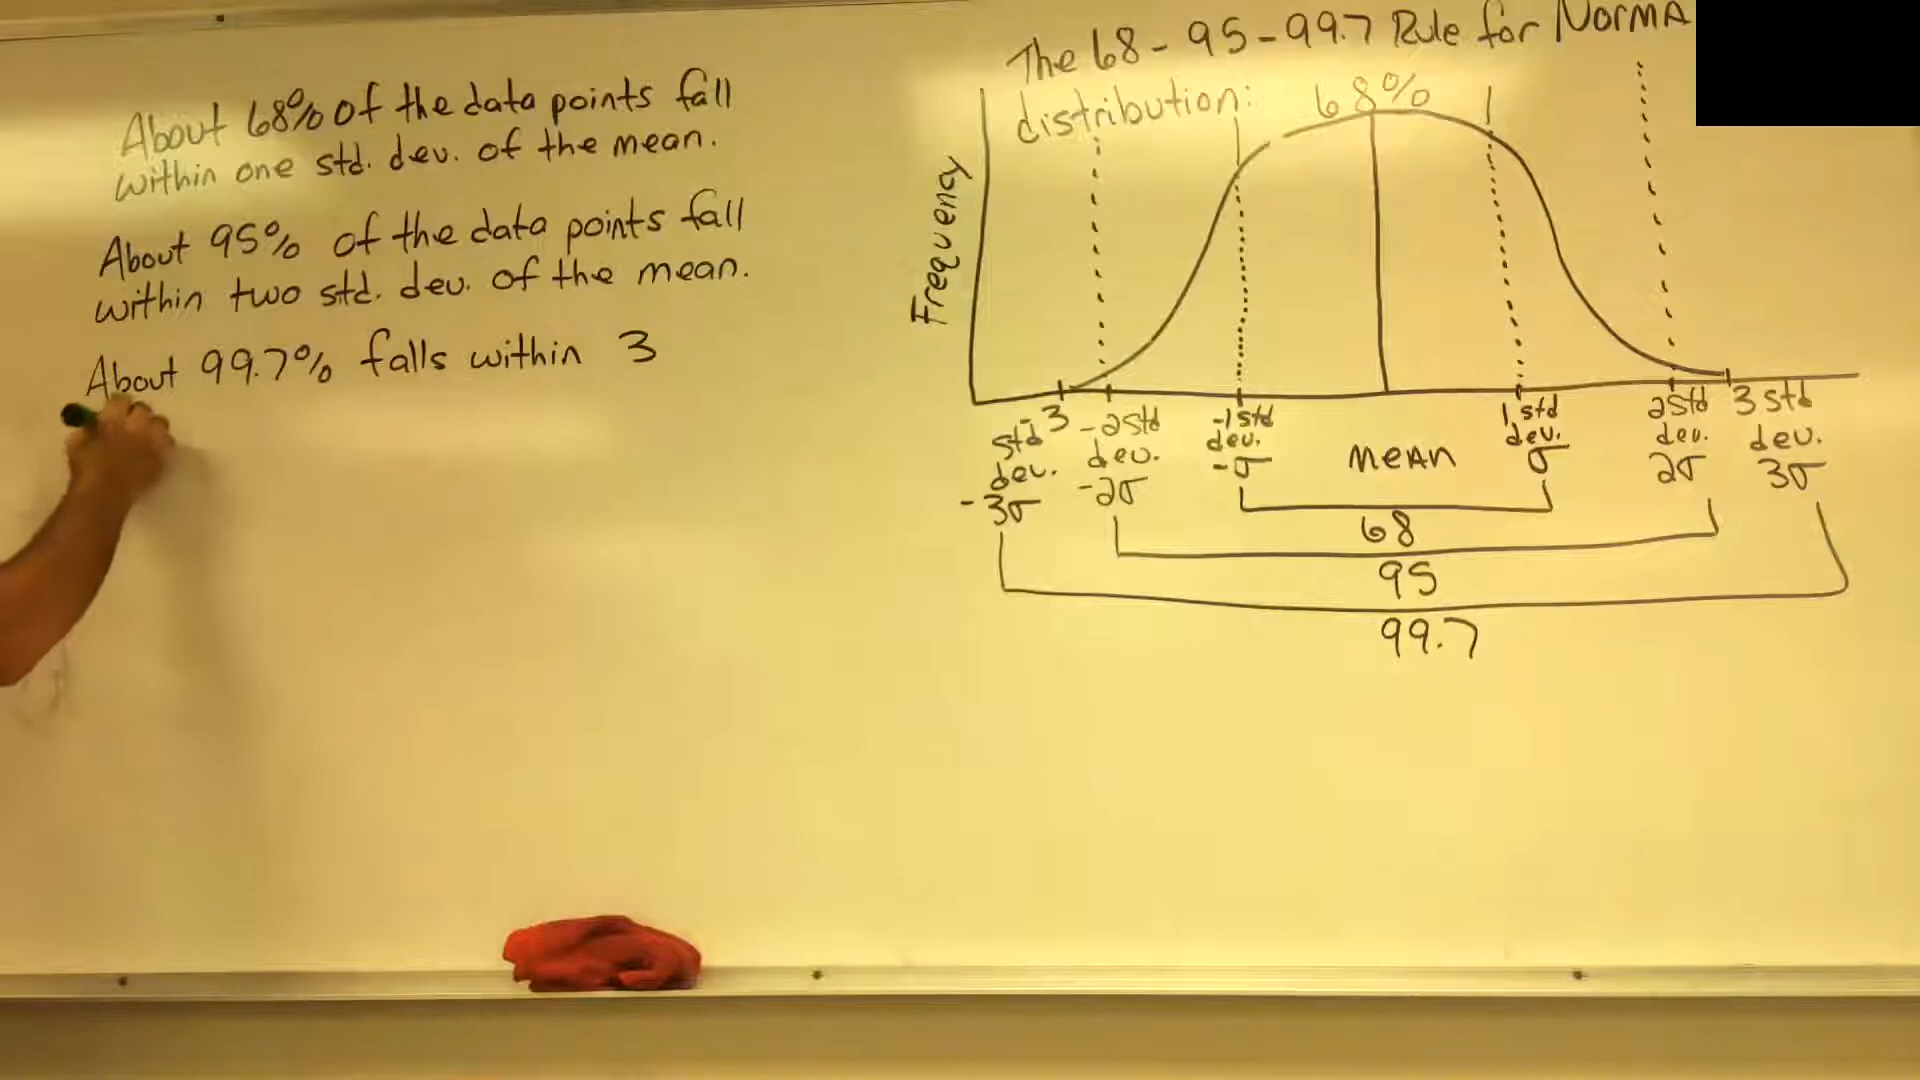 About 68% of the data points fall
within one std. dev. of the mean.
About 95% of the data points fall
within two std. dev. of the mean.
About 99.7% falls within 3
The 68-95-99.7 Rule for NormA
distribution:
68%
Frequency
-3
std
dev.
-3σ
-2std
dev.
-2σ
-1std
dev.
-σ
MEAN
1std
dev.
σ
2std
dev.
2σ
3std
dev.
3σ
68
95
99.7